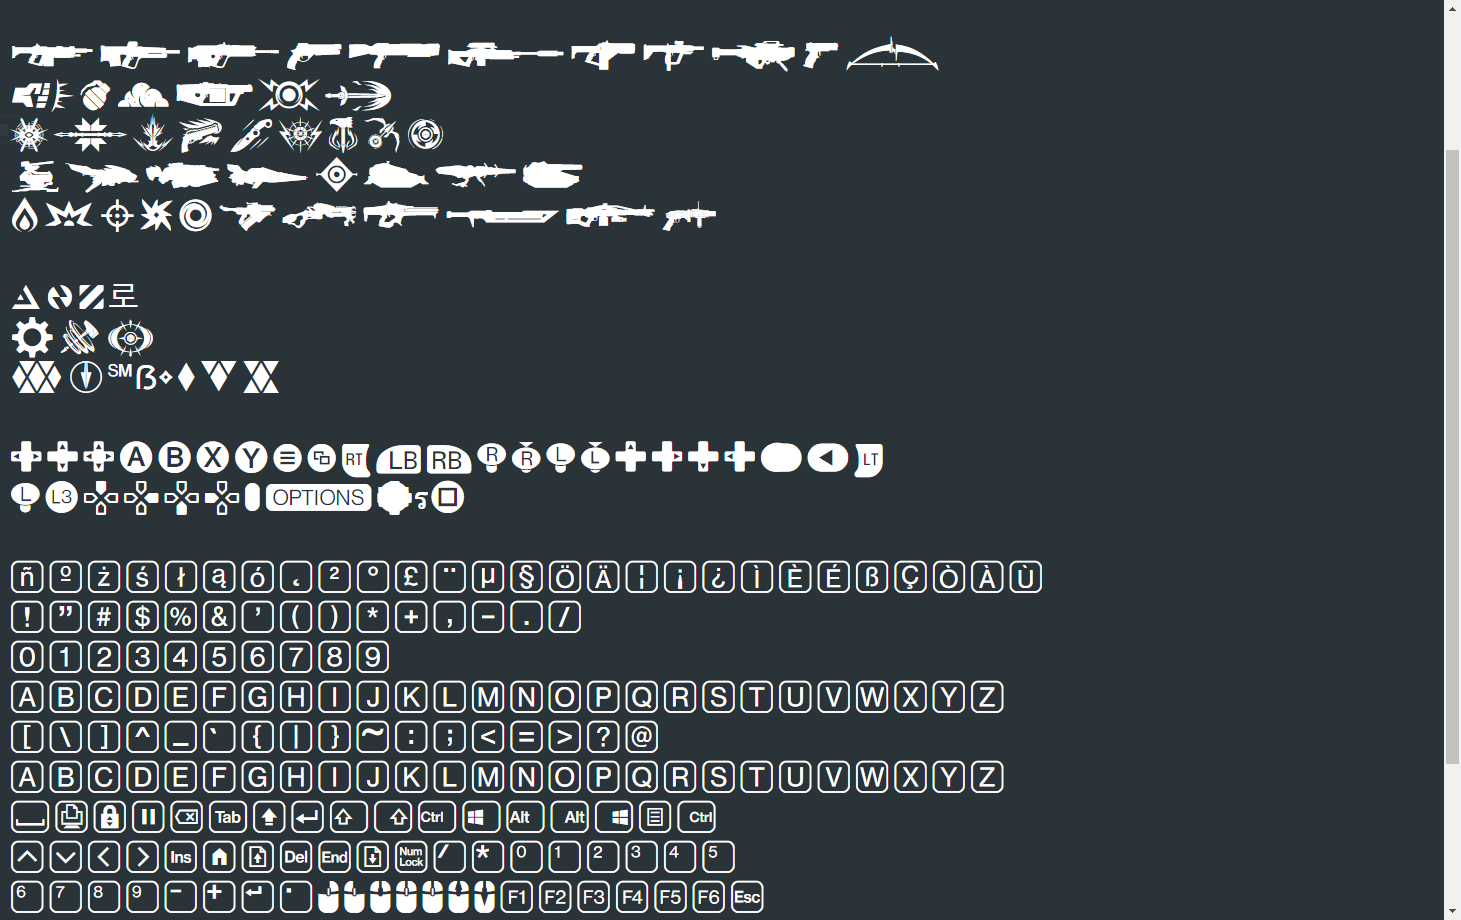 로
SM ß
A B X Y RT LB RB R R L L LT
L L3 OPTIONS
ñ º ż ś ł ą ó ˛ ² ° £ ¨ µ § Ö Ä ¦ ¡ ¿ Ì È É ß Ç Ò À Ù
! ” # $ % & ’ ( ) * + , - . /
0 1 2 3 4 5 6 7 8 9
A B C D E F G H I J K L M N O P Q R S T U V W X Y Z
[ \ ] ^ _ ` { | } ~ : ; < = > ? @
A B C D E F G H I J K L M N O P Q R S T U V W X Y Z
Tab Ctrl Alt Alt Ctrl
Ins Del End Num Lock / * 0 1 2 3 4 5
6 7 8 9 - + . F1 F2 F3 F4 F5 F6 Esc